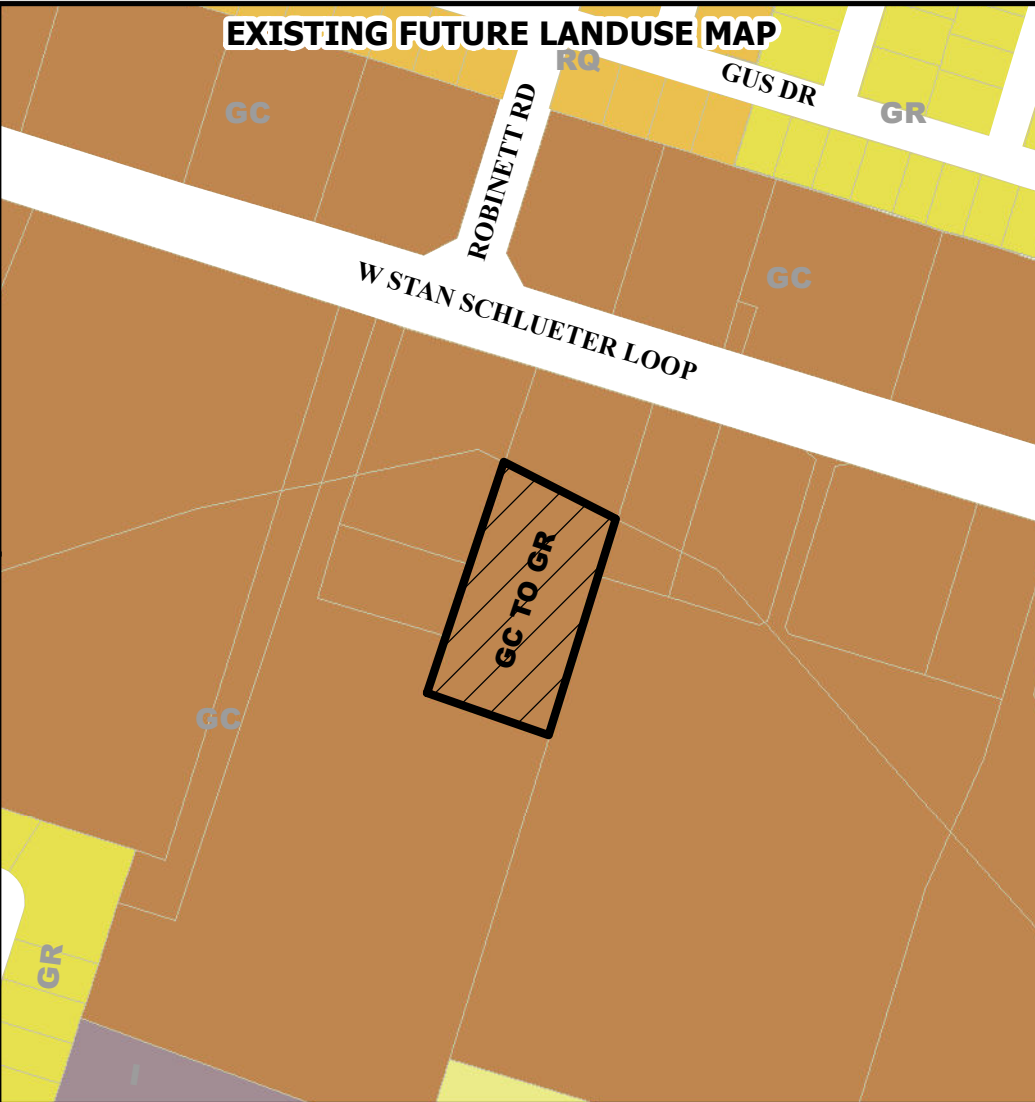 EXISTING FUTURE LANDUSE MAP
RQ
GUS DR
GC
GR
ROBINETT RD
GC
W STAN SCHLUETER LOOP
GC TO GR
GC
GR
I